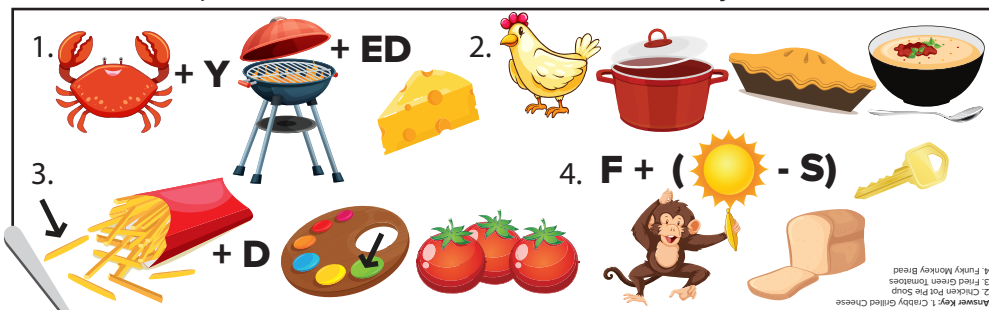 1. + Y + ED 2.
3. + D 4. F + ( - S)
Answer Key: 1. Crabby Grilled Cheese
2. Chicken Pot Pie Soup
3. Fried Green Tomatoes
4. Funky Monkey Bread